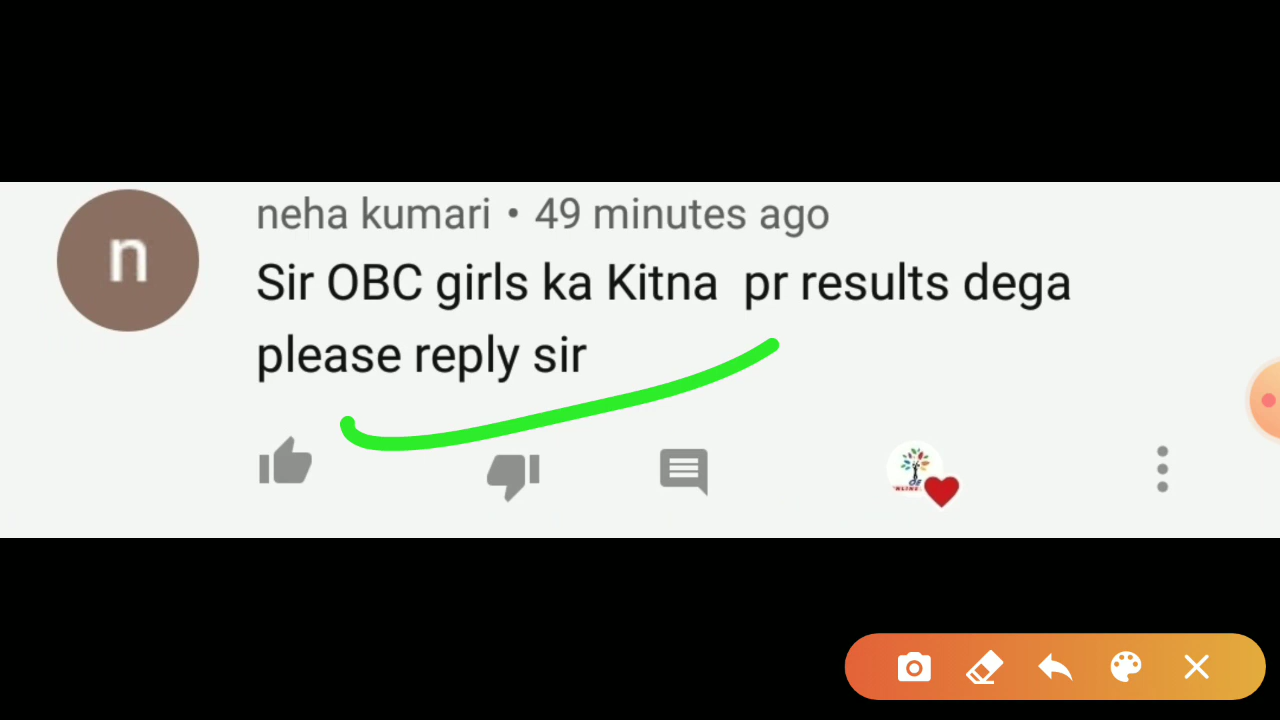 n
neha kumari • 49 minutes ago
Sir OBC girls ka Kitna pr results dega
please reply sir